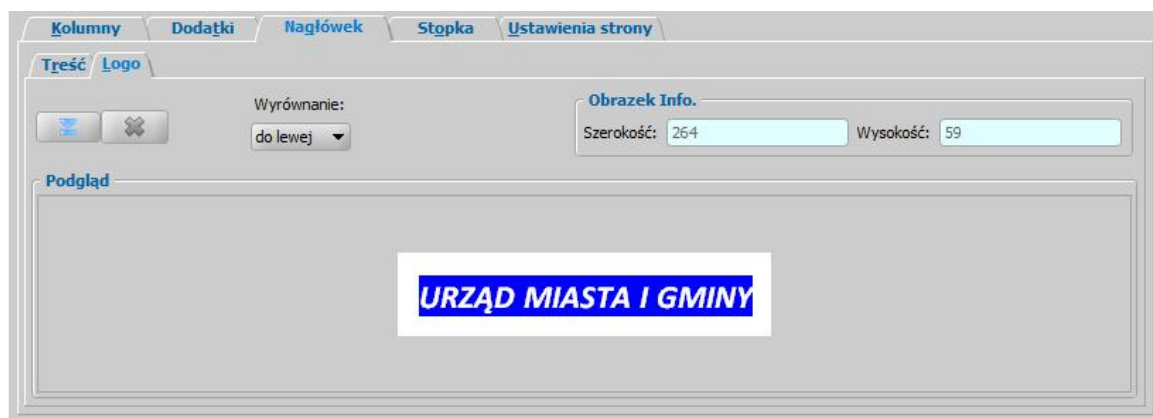 Kolumny Dodatki Nagłówek Stopka Ustawienia strony
Treść Logo
Wyrównanie:
do lewej
Obrazek Info.
Szerokość: 264 Wysokość: 59
Podgląd
URZĄD MIASTA I GMINY